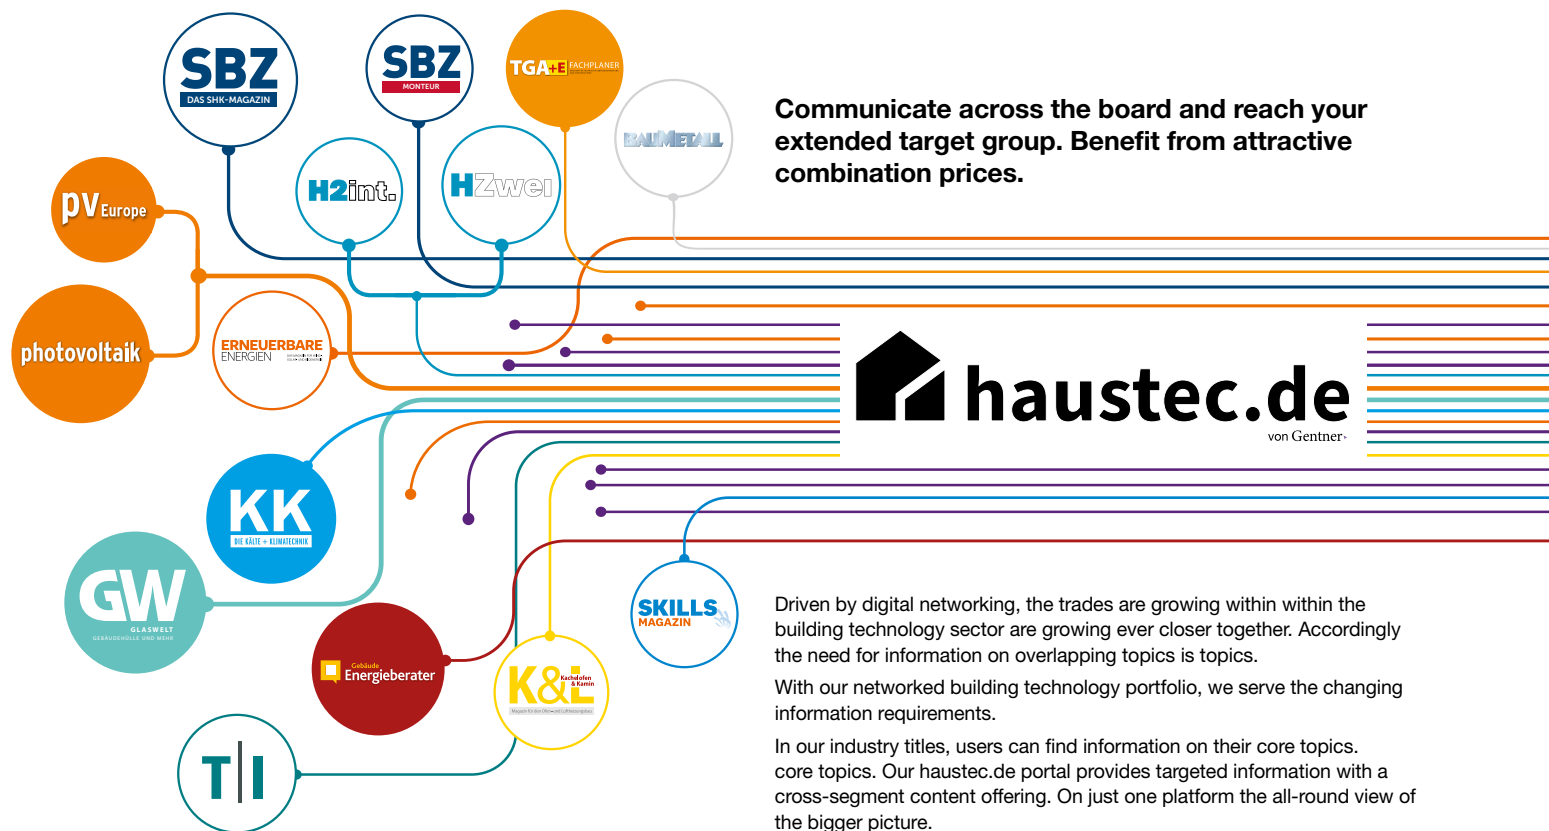 SBZ
DAS SHK-MAGAZIN
SBZ
MONTEUR
TGA+E FACHPLANER
BAUMETALL
H2int.
HZwei
pv Europe
photovoltaik
ERNEUERBARE
ENERGIEN
Communicate across the board and reach your
extended target group. Benefit from attractive
combination prices.
haustec.de
von Gentner
KK
DIE KÄLTE + KLIMATECHNIK
GW
GLASWELT
GEBÄUDEHÜLLE UND MEHR
Gebäude
Energieberater
K&L
Kachelofen
& Kamin
Magazin für den Ofen- und Luftheizungsbau
SKILLS
MAGAZIN
T|I
Driven by digital networking, the trades are growing within within the
building technology sector are growing ever closer together. Accordingly
the need for information on overlapping topics is topics.
With our networked building technology portfolio, we serve the changing
information requirements.
In our industry titles, users can find information on their core topics.
core topics. Our haustec.de portal provides targeted information with a
cross-segment content offering. On just one platform the all-round view of
the bigger picture.